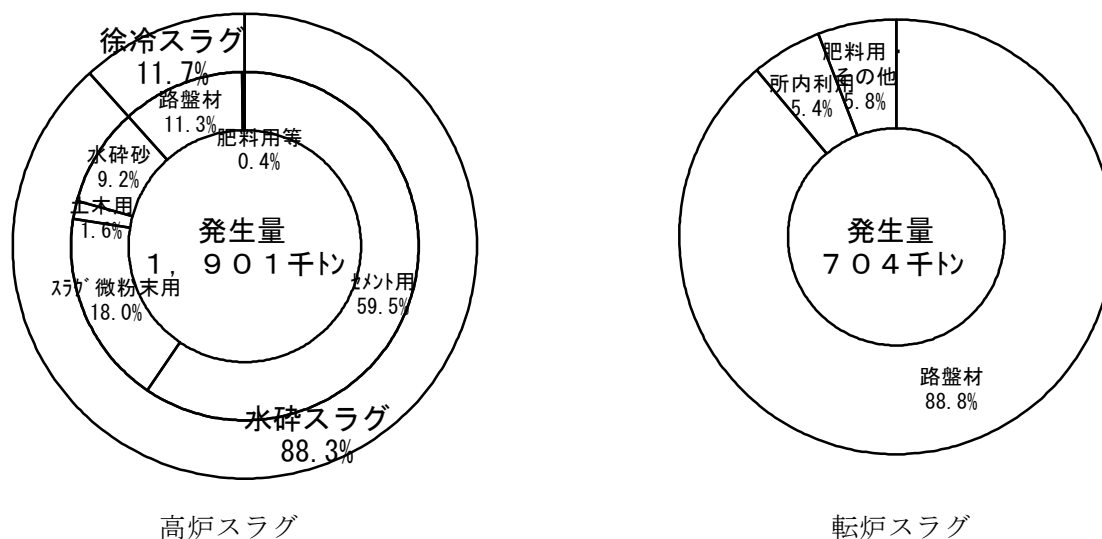 徐冷スラグ
11.7%
路盤材
11.3%
肥料用等
0.4%
水砕砂
9.2%
土木用
1.6%
スラグ微粉末用
18.0%
発生量
1，901千トン
セメント用
59.5%
水砕スラグ
88.3%
高炉スラグ
肥料用・
その他
5.8%
所内利用
5.4%
発生量
704千トン
路盤材
88.8%
転炉スラグ